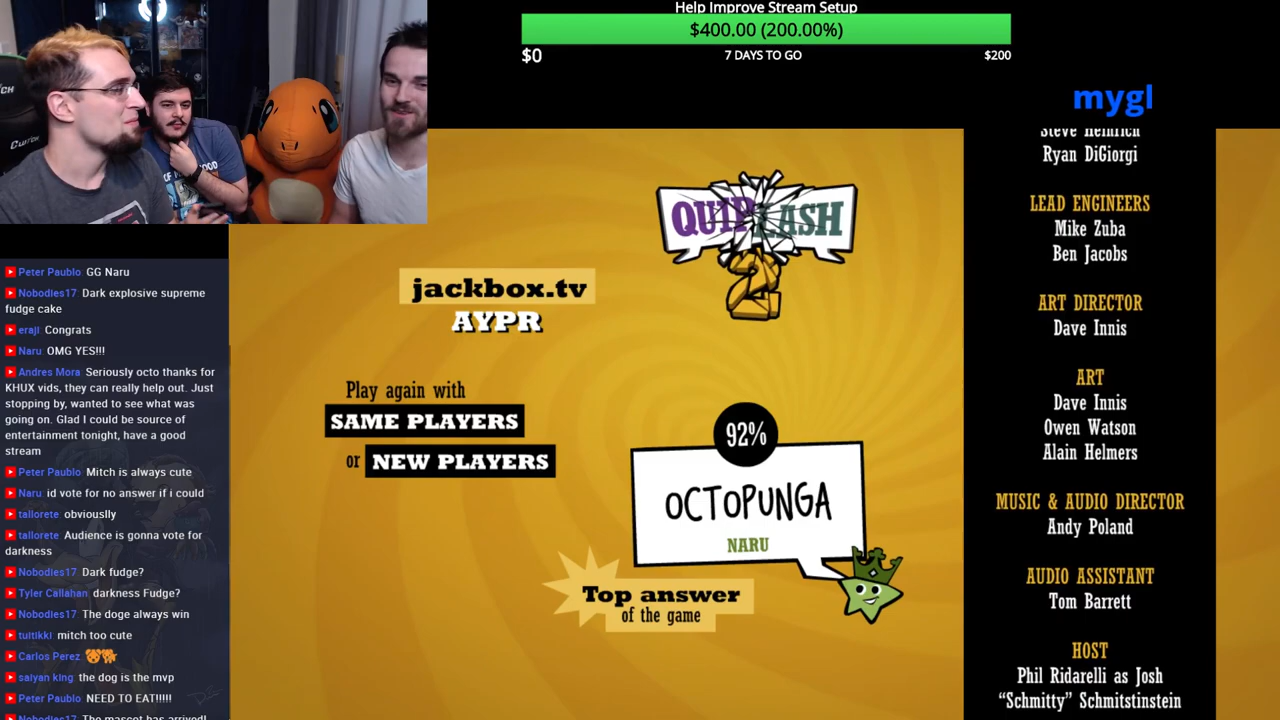 Help Improve Stream Setup
$400.00 (200.00%)
$0
7 DAYS TO GO
$200
mygl
Peter Paublo: GG Naru
Nobodies17: Dark explosive supreme
fudge cake
eraji: Congrats
Naru: OMG YES!!!
Andres Mora: Seriously octo thanks for
KHUX vids, they can really help out. Just
stopping by, wanted to see what was
going on. Glad I could be source of
entertainment tonight, have a good
stream
Peter Paublo: Mitch is always cute
Naru: id vote for no answer if i could
tallorete: obviouslly
tallorete: Audience is gonna vote for
darkness
Nobodies17: Dark fudge?
Tyler Callahan: darkness Fudge?
Nobodies17: The doge always win
tuitikki: mitch too cute
Carlos Perez:
saiyan king: the dog is the mvp
Peter Paublo: NEED TO EAT!!!!!
Nobodies17: The mascot has arrived!
jackbox.tv
AYPR
Play again with
SAME PLAYERS
or NEW PLAYERS
QUIPLASH
2
92%
OCTOPUNGA
NARU
Top answer
of the game
Steve Heinrich
Ryan DiGiorgi
LEAD ENGINEERS
Mike Zuba
Ben Jacobs
ART DIRECTOR
Dave Innis
ART
Dave Innis
Owen Watson
Alain Helmers
MUSIC & AUDIO DIRECTOR
Andy Poland
AUDIO ASSISTANT
Tom Barrett
HOST
Phil Ridarelli as Josh
“Schmitty” Schmitstinstein